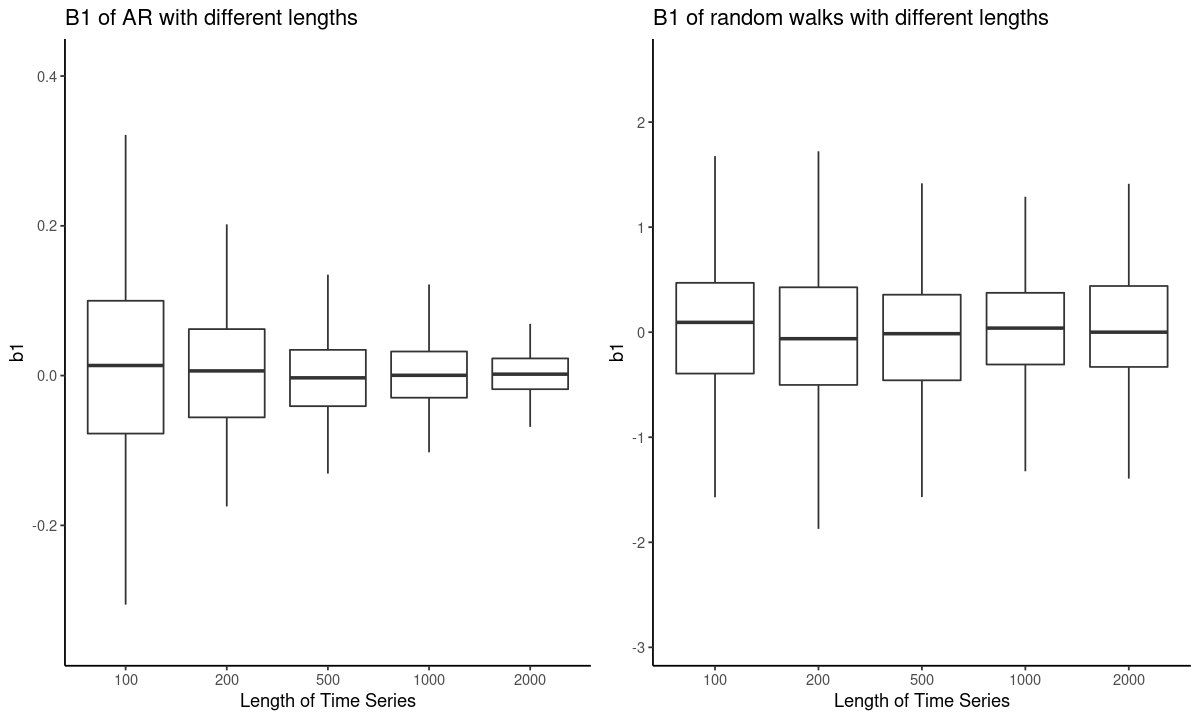 B1 of AR with different lengths
0.4
0.2
0.0
-0.2
b1
100 200 500 1000 2000
Length of Time Series
B1 of random walks with different lengths
2
1
0
-1
-2
-3
b1
100 200 500 1000 2000
Length of Time Series